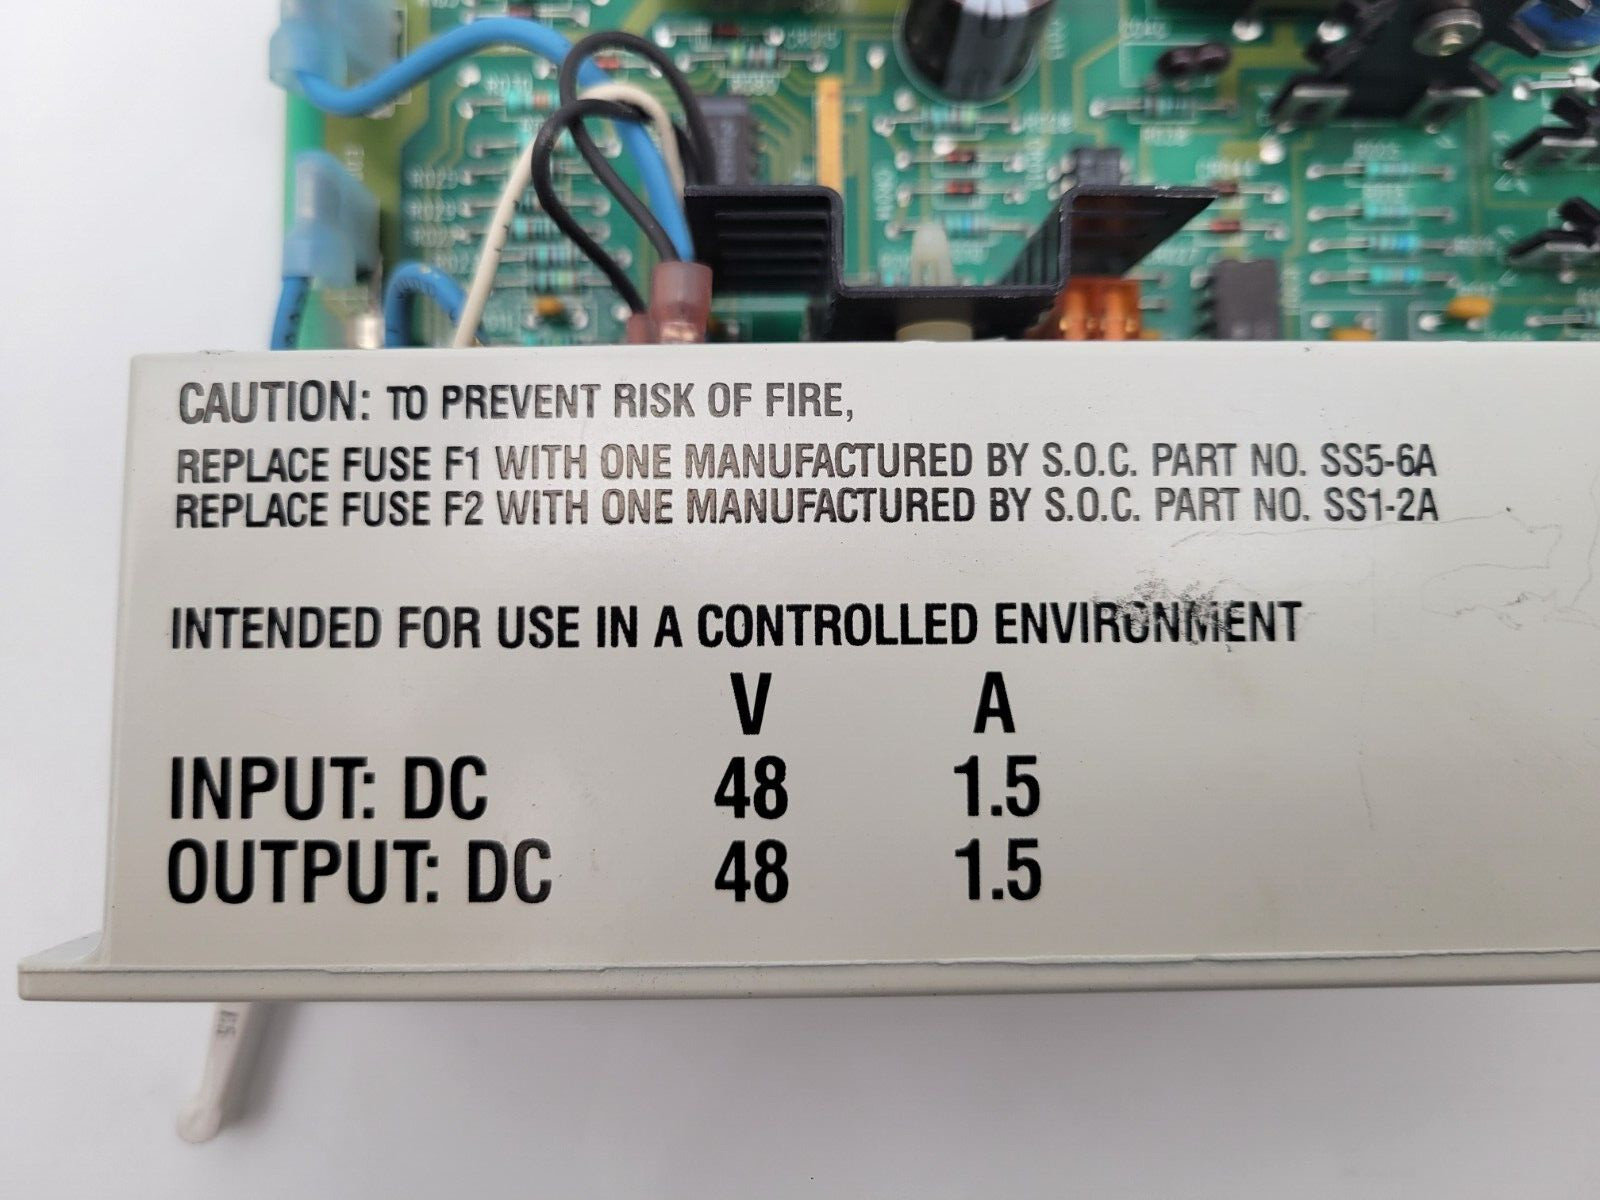 CAUTION: TO PREVENT RISK OF FIRE,
REPLACE FUSE F1 WITH ONE MANUFACTURED BY S.O.C. PART NO. SS5-6A
REPLACE FUSE F2 WITH ONE MANUFACTURED BY S.O.C. PART NO. SS1-2A
INTENDED FOR USE IN A CONTROLLED ENVIRONMENT
V A
INPUT: DC 48 1.5
OUTPUT: DC 48 1.5